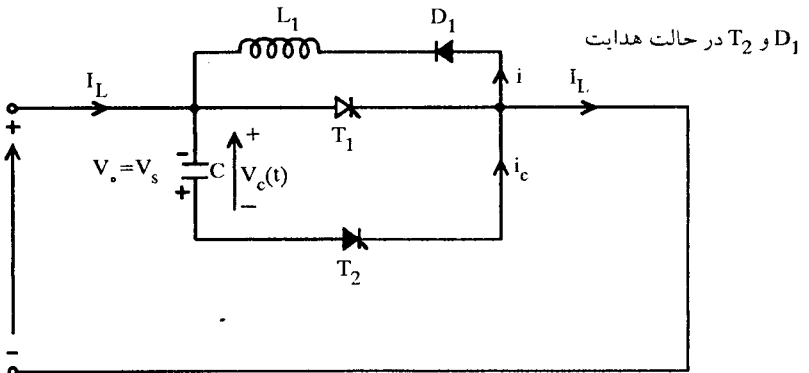 L₁
D₁
D₁ و T₂ در حالت هدایت
I_L
i
I_L
+
T₁
-
+
V₀=V_s
C
V_c(t)
i_c
+
-
T₂
-